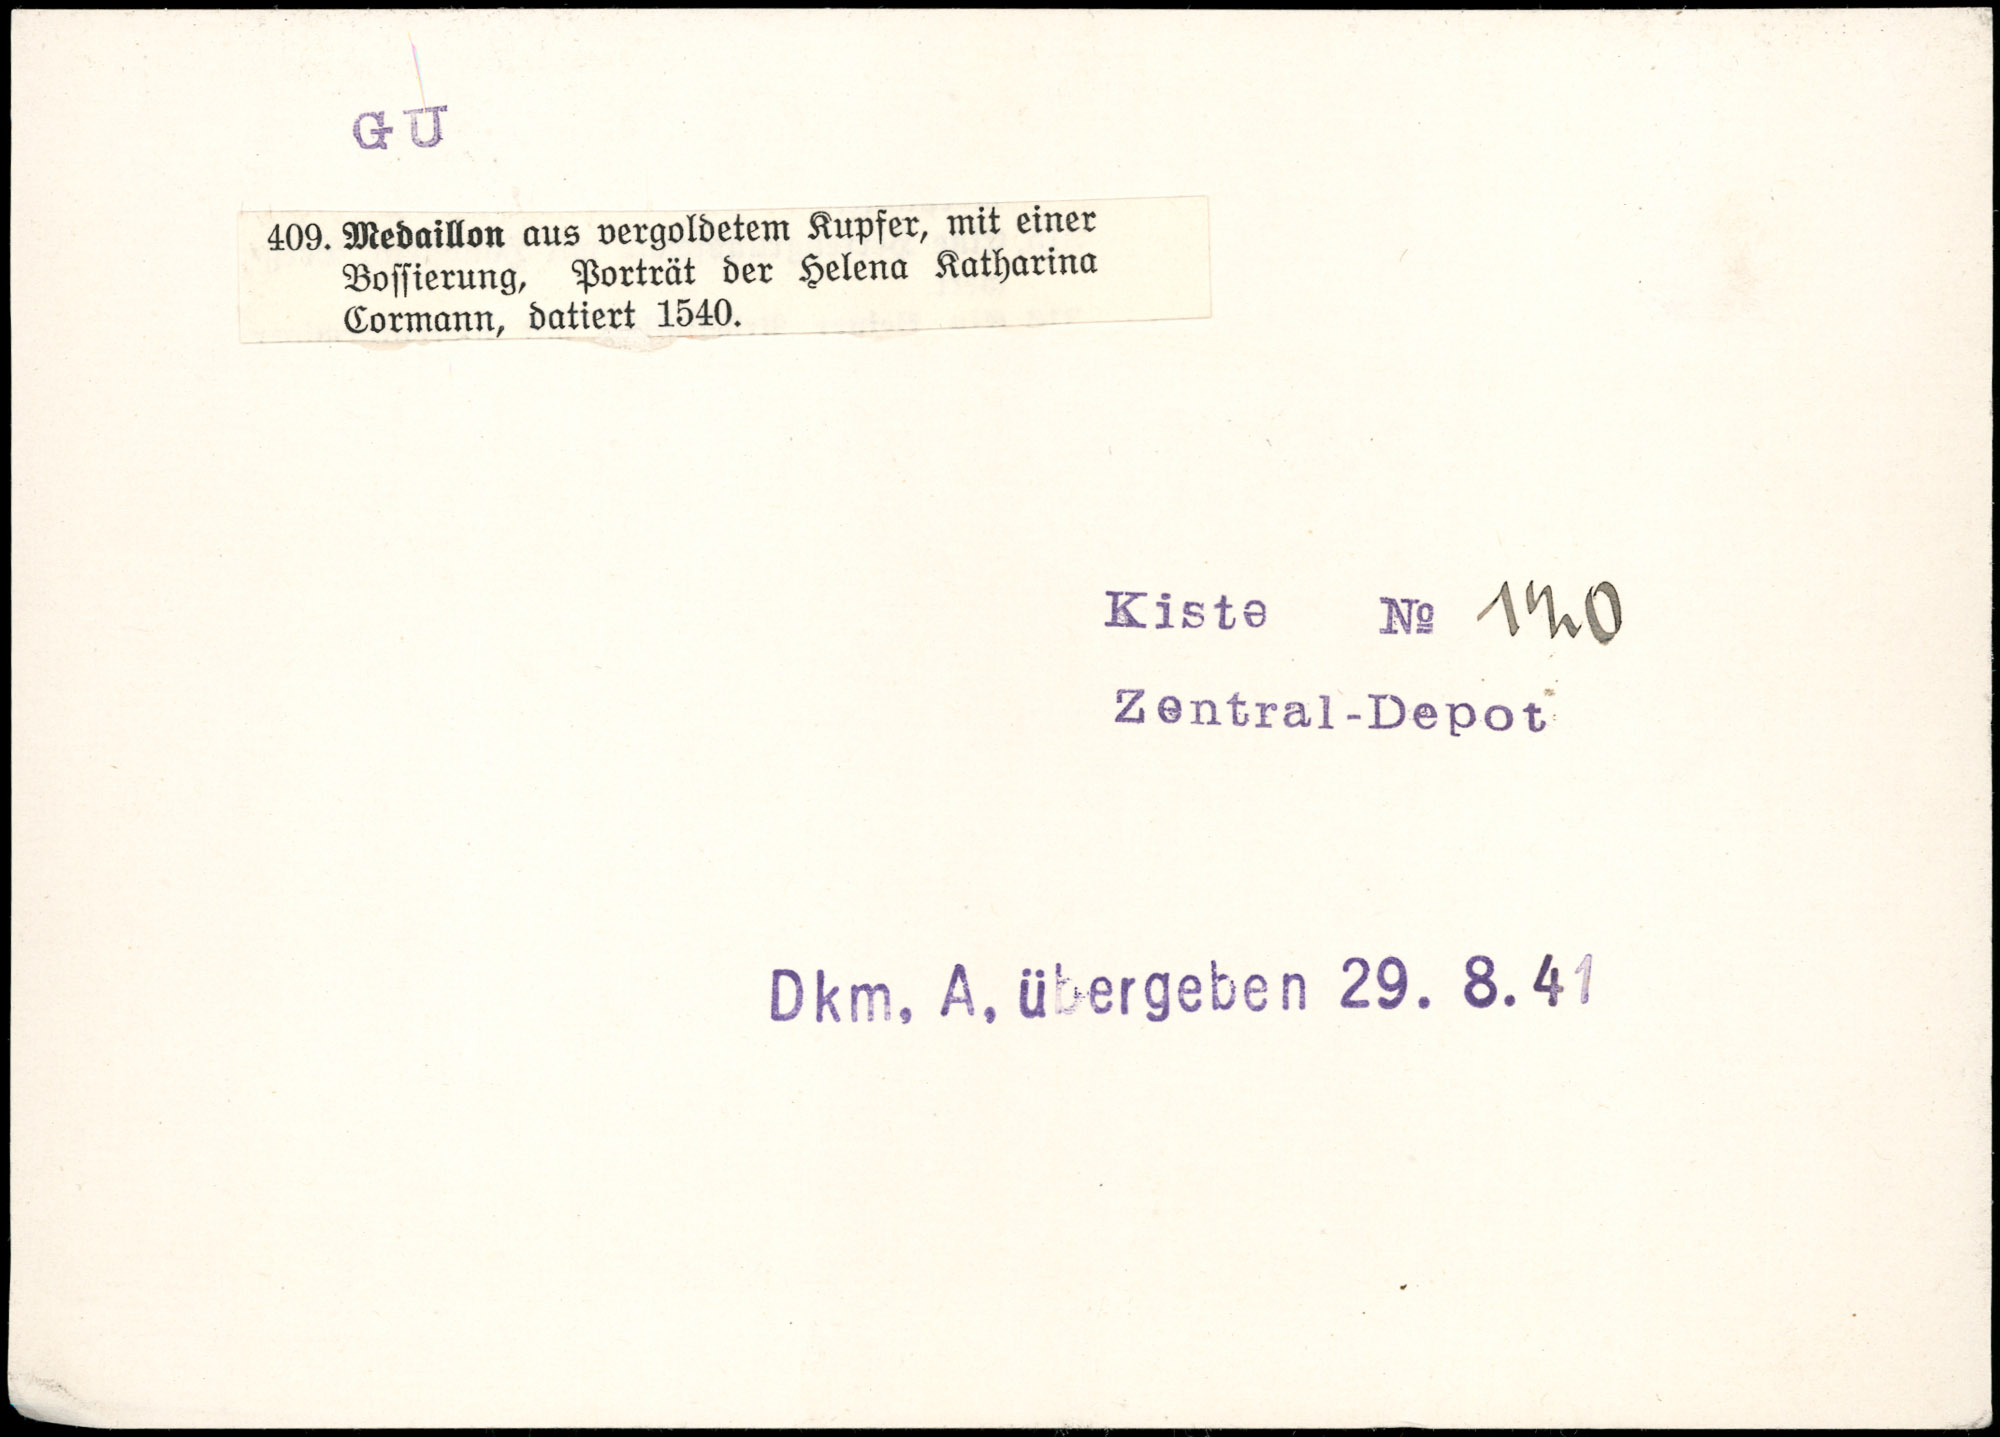 GU
409. Medaillon aus vergoldetem Kupfer, mit einer
Bossierung, Porträt der Helena Katharina
Cormann, datiert 1540.
Kiste № 120
Zentral-Depot
Dkm. A. übergeben 29. 8. 41